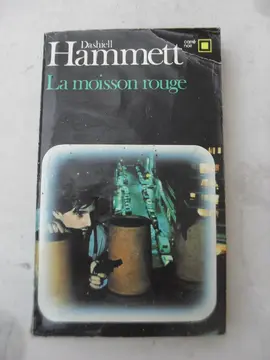 Dashiell
Hammett
carré
noir
La moisson rouge